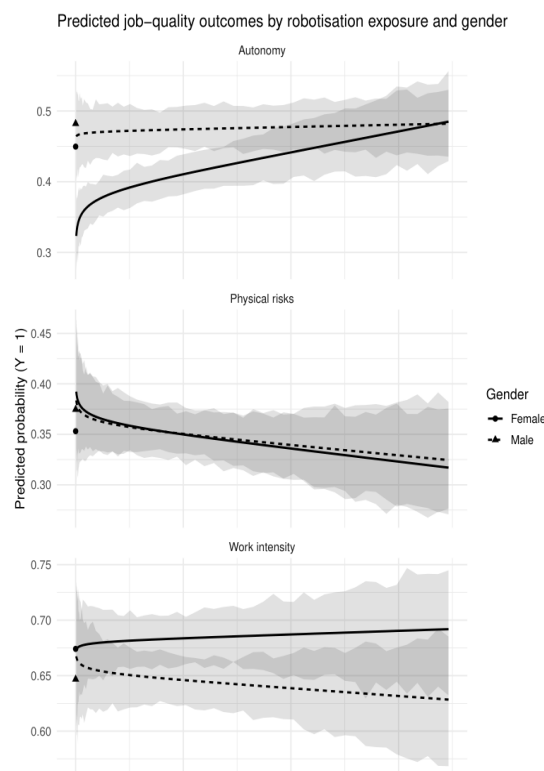 Predicted job−quality outcomes by robotisation exposure and gender
Autonomy
0.5
0.4
0.3
Physical risks
0.45
0.40
0.35
0.30
Predicted probability (Y = 1)
Gender
Female
Male
Work intensity
0.75
0.70
0.65
0.60